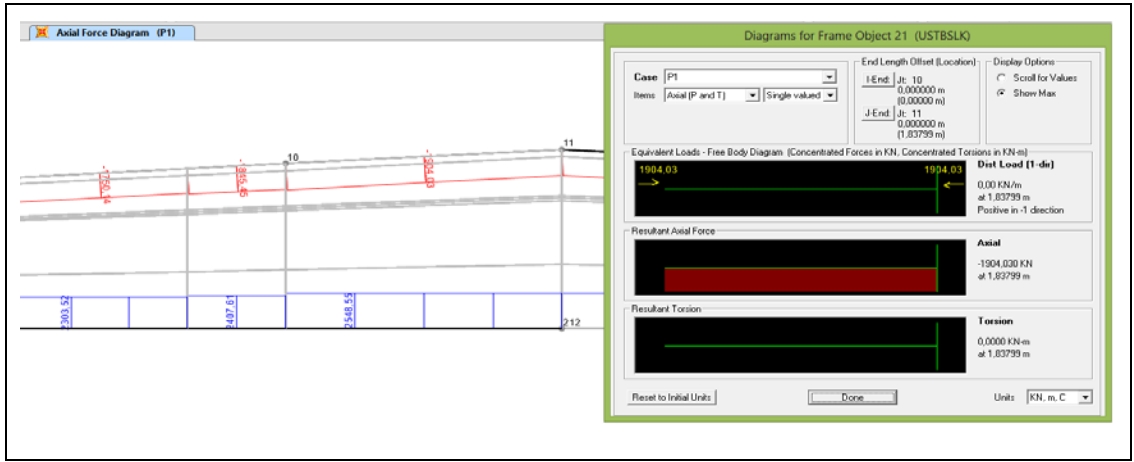 Axial Force Diagram (P1)
-1760.14
-1845.45
10
-1904.03
11
2303.52
2407.61
2548.55
212
Diagrams for Frame Object 21 (USTBSLK)
Case P1
Items Axial (P and T) Single valued
End Length Offset (Location)
I-End: Jt: 10
0,000000 m
(0,00000 m)
J-End: Jt: 11
0,000000 m
(1,83799 m)
Display Options
Scroll for Values
Show Max
Equivalent Loads - Free Body Diagram (Concentrated Forces in KN, Concentrated Torsions in KN-m)
1904,03 1904,03
Dist Load (1-dir)
0,00 KN/m
at 1,83799 m
Positive in -1 direction
Resultant Axial Force
Axial
-1904,030 KN
at 1,83799 m
Resultant Torsion
Torsion
0,0000 KN-m
at 1,83799 m
Reset to Initial Units Done Units KN, m, C